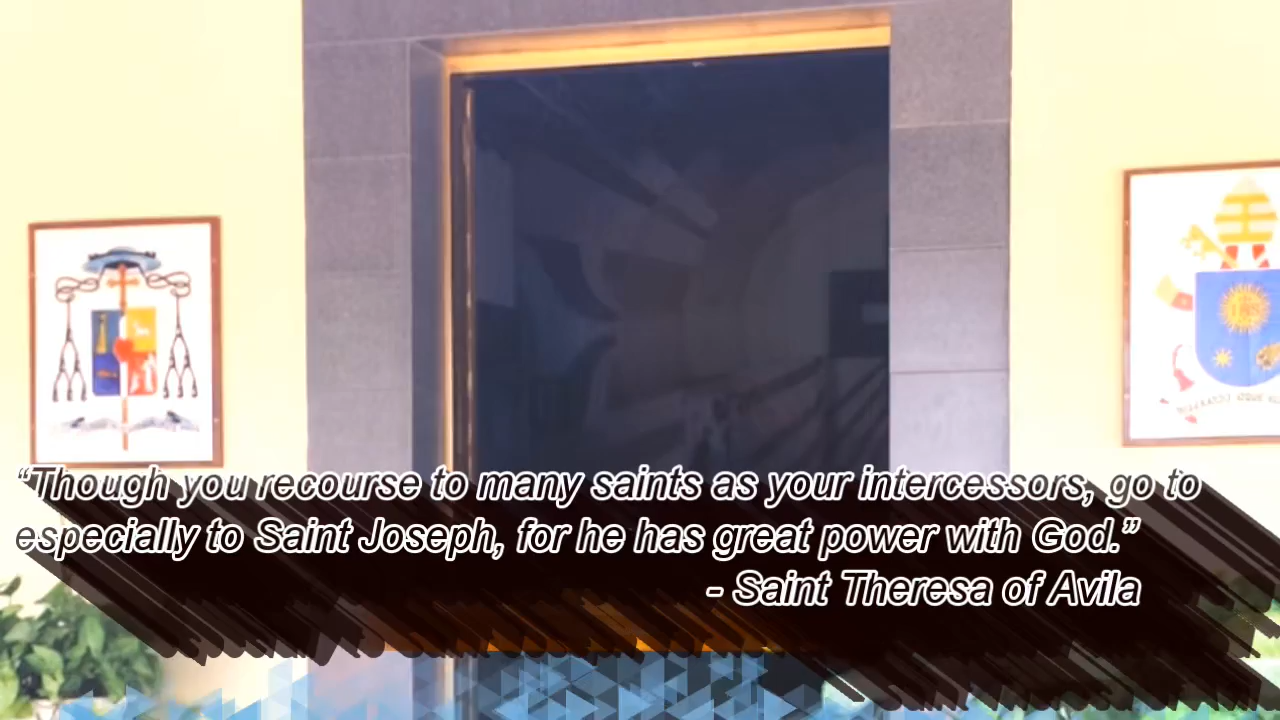 “Though you recourse to many saints as your intercessors, go to
especially to Saint Joseph, for he has great power with God.”
- Saint Theresa of Avila